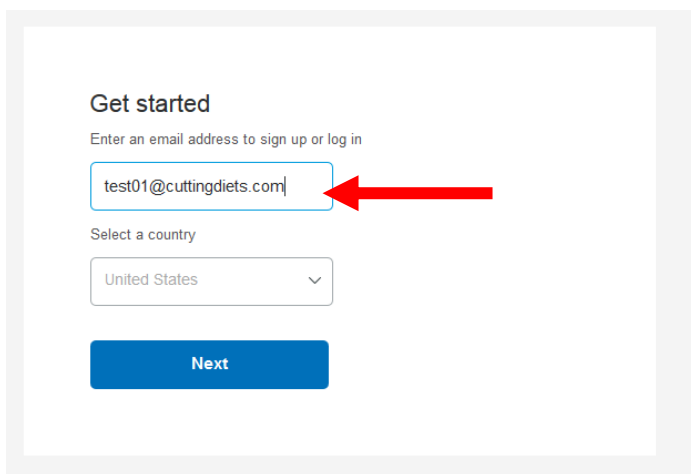 Get started
Enter an email address to sign up or log in
test01@cuttingdiets.com
Select a country
United States
Next